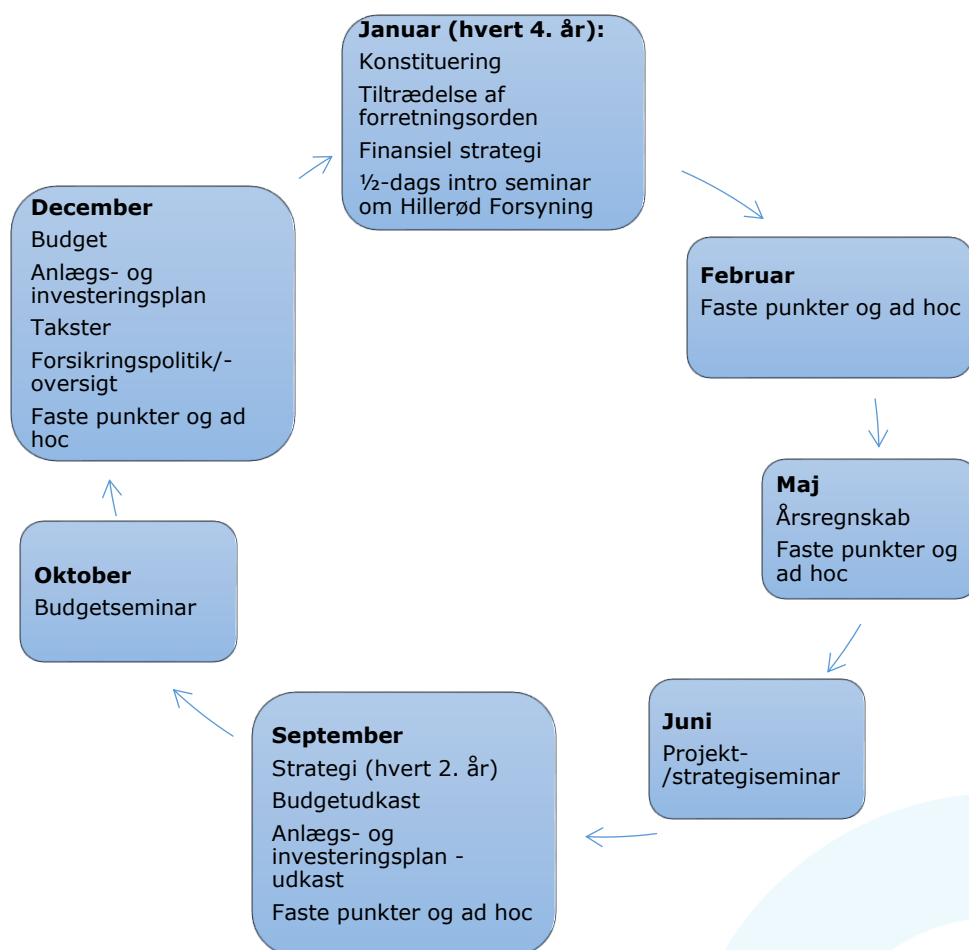 Januar (hvert 4. år):
Konstituering
Tiltrædelse af
forretningsorden
Finansiel strategi
½-dags intro seminar
om Hillerød Forsyning
Februar
Faste punkter og ad hoc
Maj
Årsregnskab
Faste punkter og
ad hoc
Juni
Projekt-
/strategiseminar
September
Strategi (hvert 2. år)
Budgetudkast
Anlægs- og
investeringsplan -
udkast
Faste punkter og ad hoc
Oktober
Budgetseminar
December
Budget
Anlægs- og
investeringsplan
Takster
Forsikringspolitik/-
oversigt
Faste punkter og ad
hoc